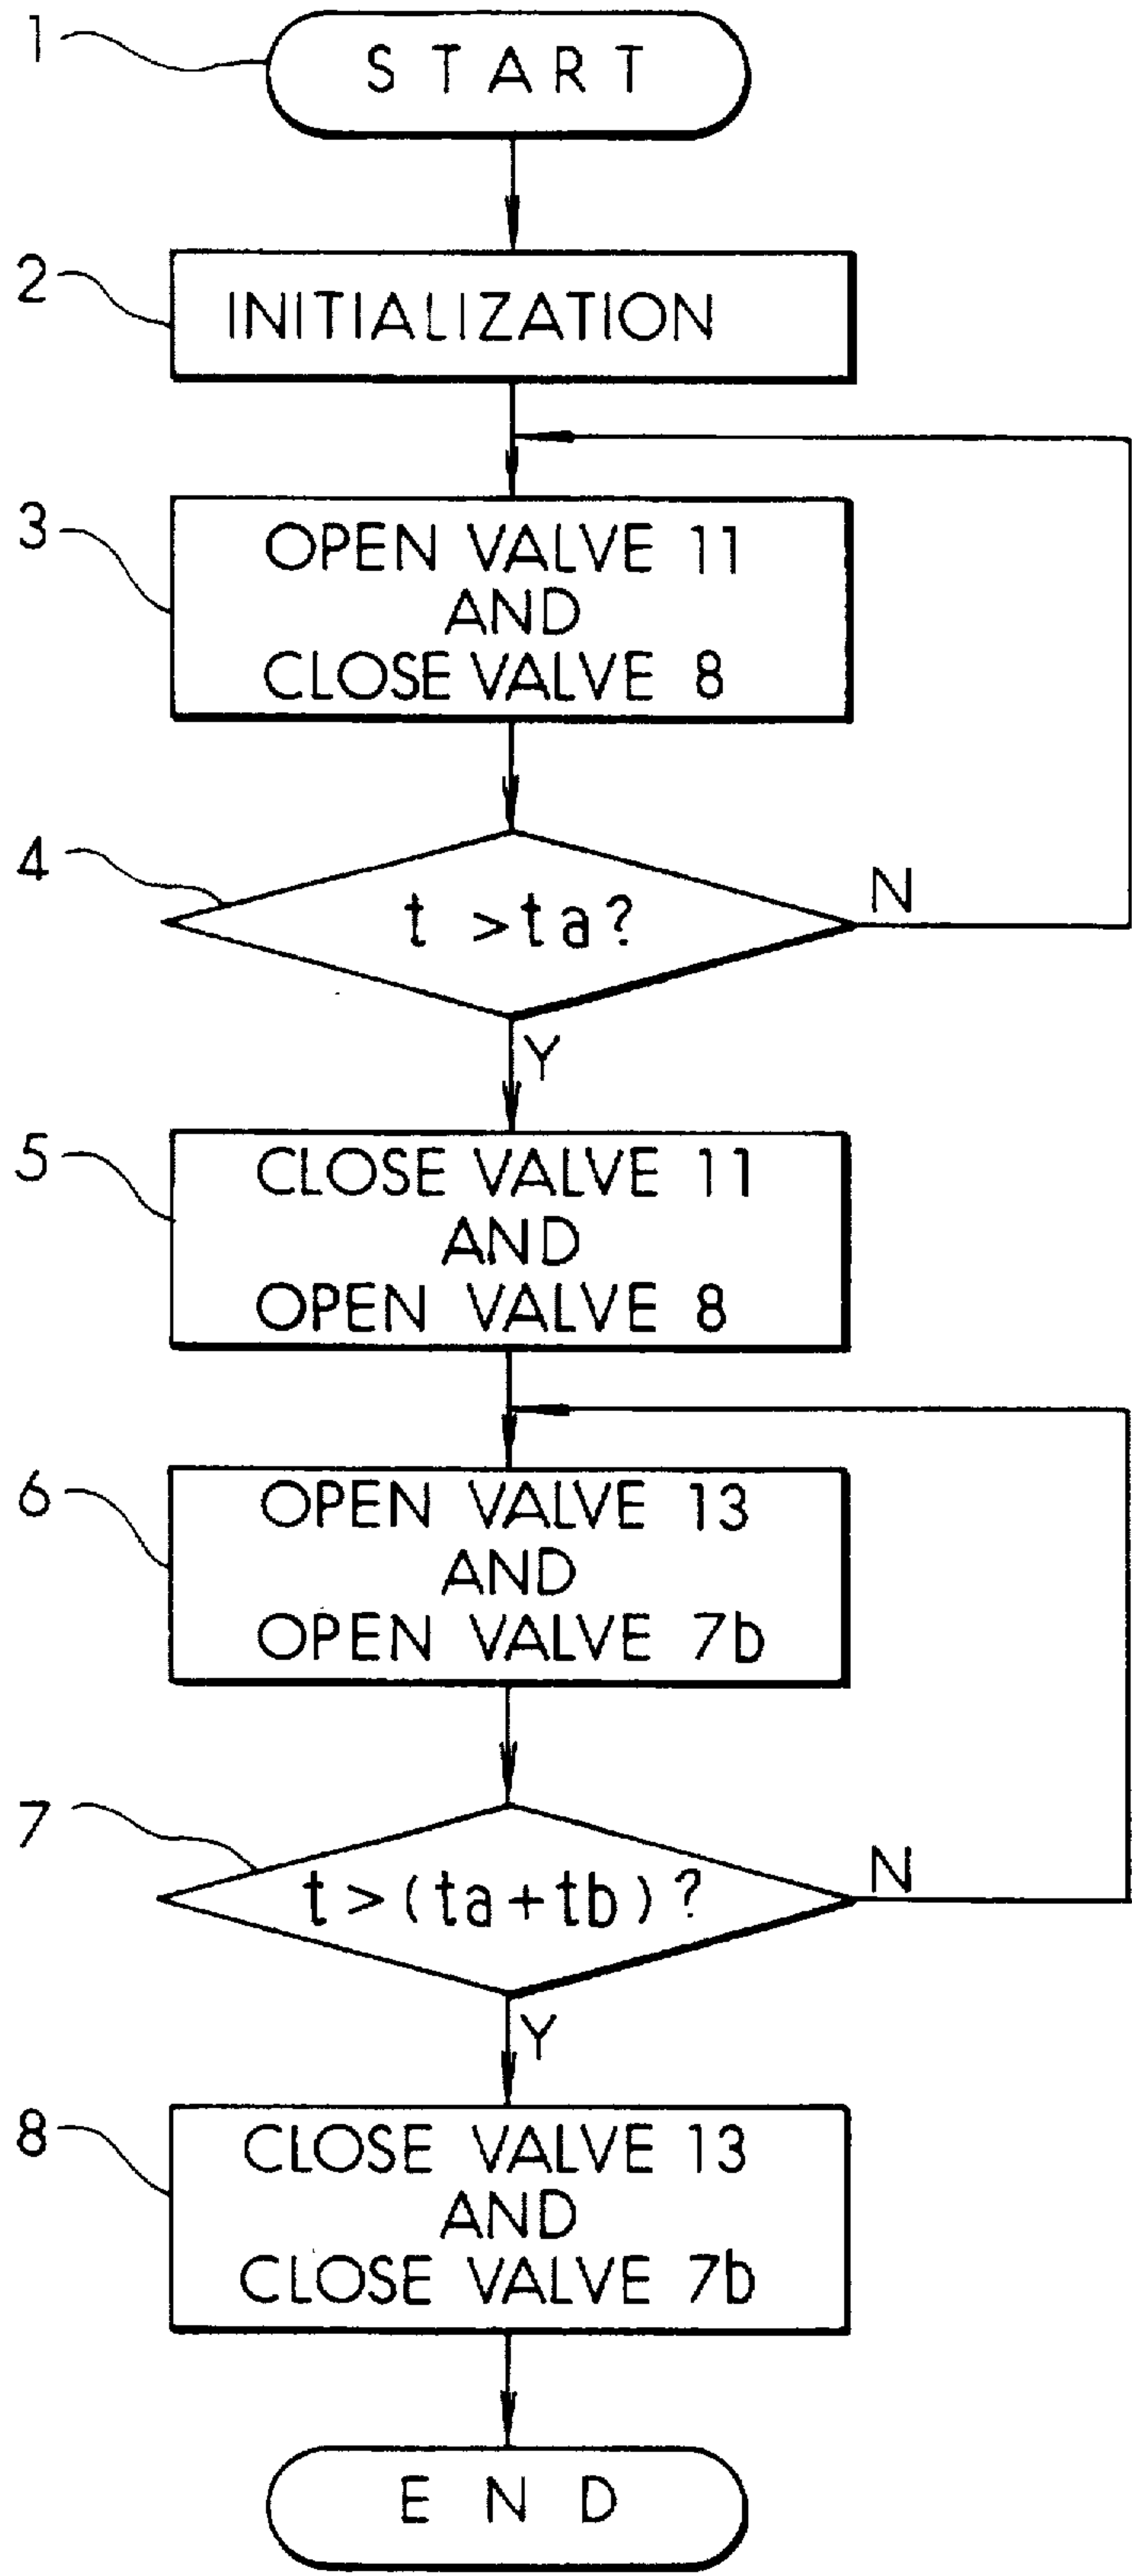 1
START
2
INITIALIZATION
3
OPEN VALVE 11
AND
CLOSE VALVE 8
4
t >ta?
N
Y
5
CLOSE VALVE 11
AND
OPEN VALVE 8
6
OPEN VALVE 13
AND
OPEN VALVE 7b
7
t>(ta+tb)?
N
Y
8
CLOSE VALVE 13
AND
CLOSE VALVE 7b
END